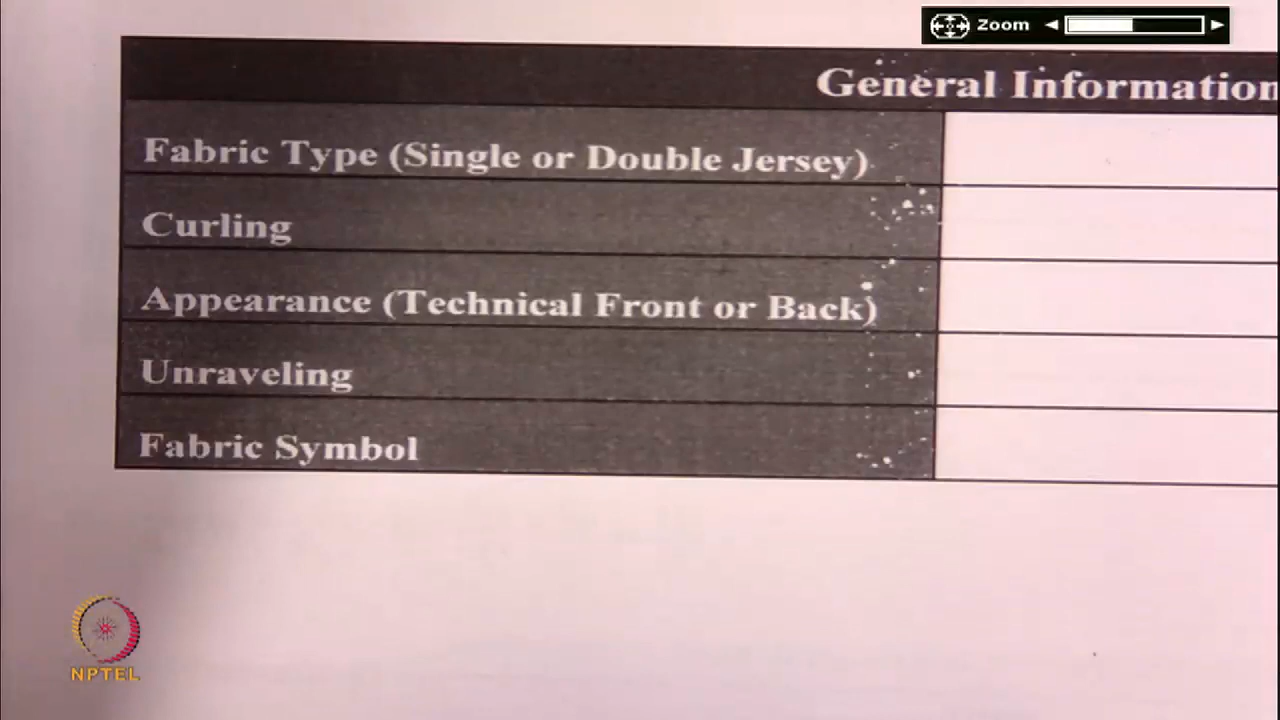 Zoom
General Information
Fabric Type (Single or Double Jersey)
Curling
Appearance (Technical Front or Back)
Unraveling
Fabric Symbol
NPTEL